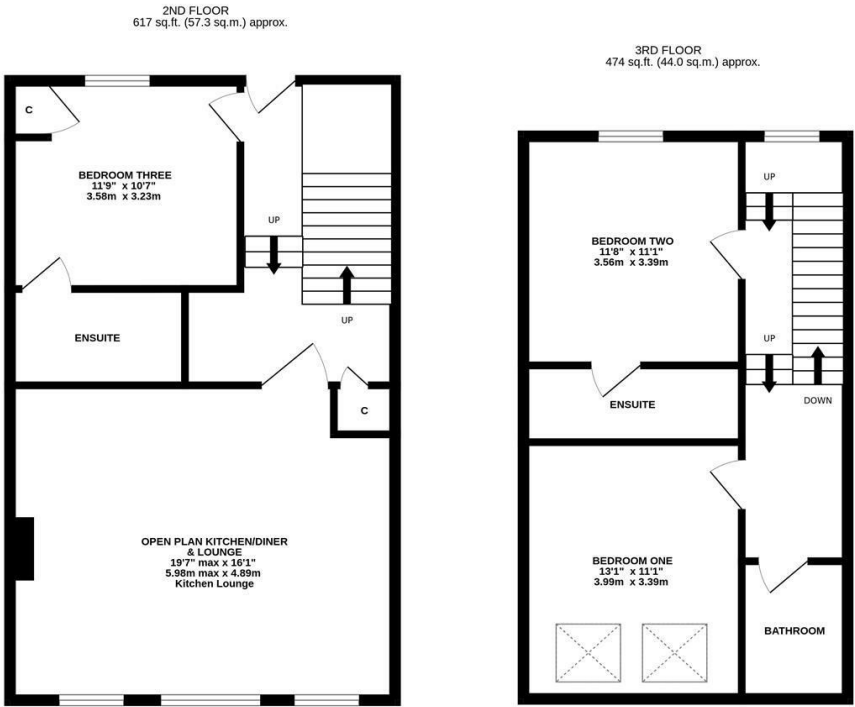 2ND FLOOR
617 sq.ft. (57.3 sq.m.) approx.
C
BEDROOM THREE
11'9" x 10'7"
3.58m x 3.23m
UP
UP
ENSUITE
C
OPEN PLAN KITCHEN/DINER
& LOUNGE
19'7" max x 16'1"
5.98m max x 4.89m
Kitchen Lounge
3RD FLOOR
474 sq.ft. (44.0 sq.m.) approx.
UP
BEDROOM TWO
11'8" x 11'1"
3.56m x 3.39m
UP
DOWN
ENSUITE
BEDROOM ONE
13'1" x 11'1"
3.99m x 3.39m
BATHROOM